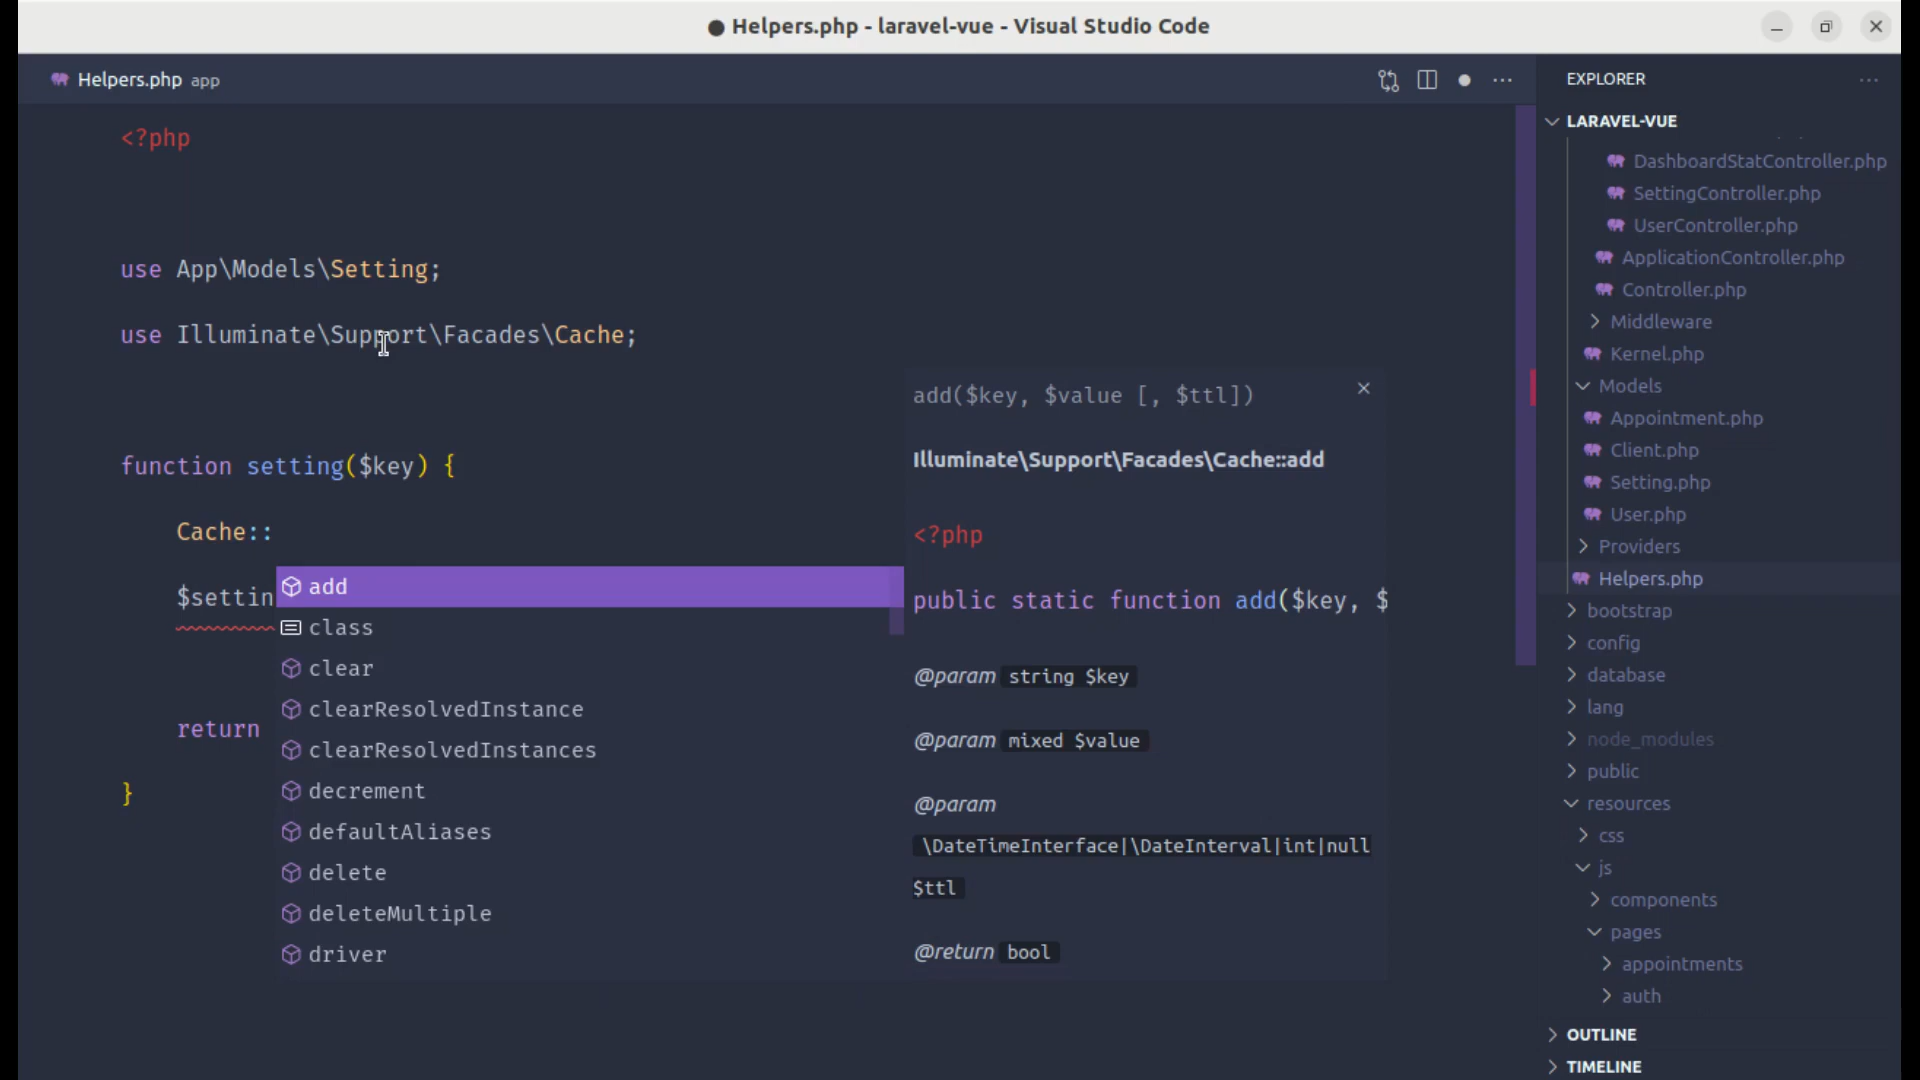 ● Helpers.php - laravel-vue - Visual Studio Code
Helpers.php app
<?php
use App\Models\Setting;
use Illuminate\Support\Facades\Cache;
function setting($key) {
Cache::
$settin
return
}
add
class
clear
clearResolvedInstance
clearResolvedInstances
decrement
defaultAliases
delete
deleteMultiple
driver
add($key, $value [, $ttl])
Illuminate\Support\Facades\Cache::add
<?php
public static function add($key, $
@param string $key
@param mixed $value
@param
\DateTimeInterface|\DateInterval|int|null
$ttl
@return bool
EXPLORER
LARAVEL-VUE
DashboardStatController.php
SettingController.php
UserController.php
ApplicationController.php
Controller.php
Middleware
Kernel.php
Models
Appointment.php
Client.php
Setting.php
User.php
Providers
Helpers.php
bootstrap
config
database
lang
node_modules
public
resources
css
js
components
pages
appointments
auth
OUTLINE
TIMELINE